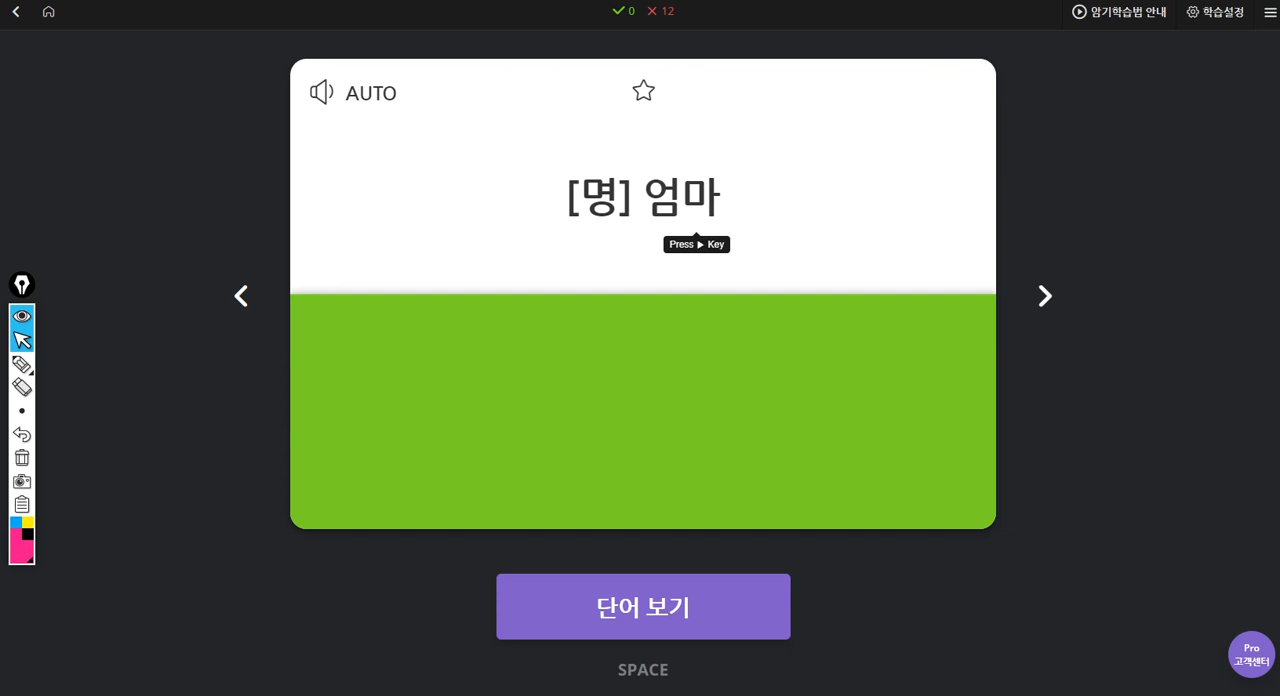 0 12 암기학습법 안내 학습설정
AUTO
[명] 엄마
Press ▶ Key
단어 보기
SPACE
Pro
고객센터